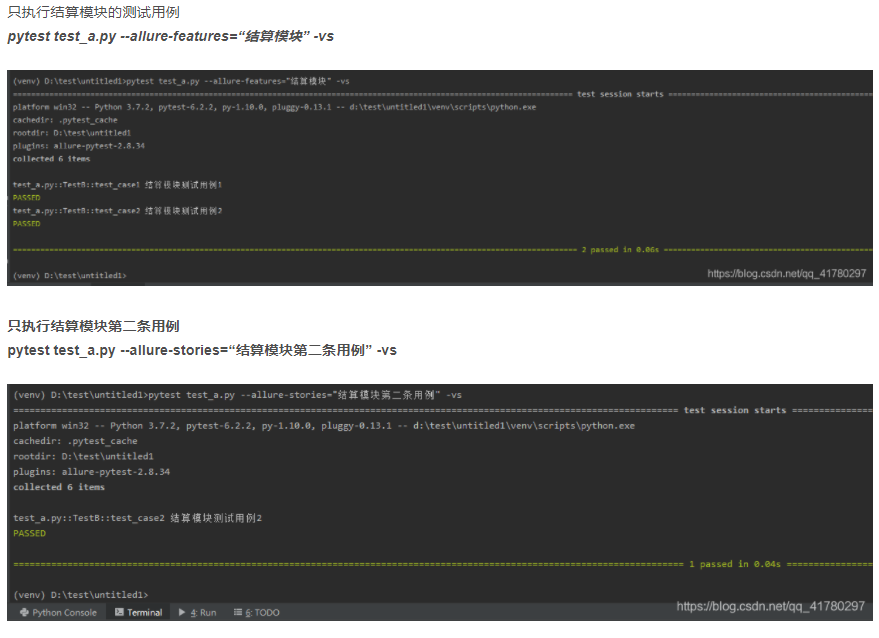 只执行结算模块的测试用例
pytest test_a.py --allure-features=“结算模块” -vs
(venv) D:\test\untitled1>pytest test_a.py --allure-features="结算模块" -vs
============ test session starts ============
platform win32 -- Python 3.7.2, pytest-6.2.2, py-1.10.0, pluggy-0.13.1 -- d:\test\untitled1\venv\scripts\python.exe
cachedir: .pytest_cache
rootdir: D:\test\untitled1
plugins: allure-pytest-2.8.34
collected 6 items
test_a.py::TestB::test_case1 结算模块测试用例1
PASSED
test_a.py::TestB::test_case2 结算模块测试用例2
PASSED
============ 2 passed in 0.06s ============
(venv) D:\test\untitled1>
https://blog.csdn.net/qq_41780297
只执行结算模块第二条用例
pytest test_a.py --allure-stories=“结算模块第二条用例” -vs
(venv) D:\test\untitled1>pytest test_a.py --allure-stories="结算模块第二条用例" -vs
============ test session starts ============
platform win32 -- Python 3.7.2, pytest-6.2.2, py-1.10.0, pluggy-0.13.1 -- d:\test\untitled1\venv\scripts\python.exe
cachedir: .pytest_cache
rootdir: D:\test\untitled1
plugins: allure-pytest-2.8.34
collected 6 items
test_a.py::TestB::test_case2 结算模块测试用例2
PASSED
============ 1 passed in 0.04s ============
(venv) D:\test\untitled1>
Python Console Terminal 4: Run 6: TODO
https://blog.csdn.net/qq_41780297